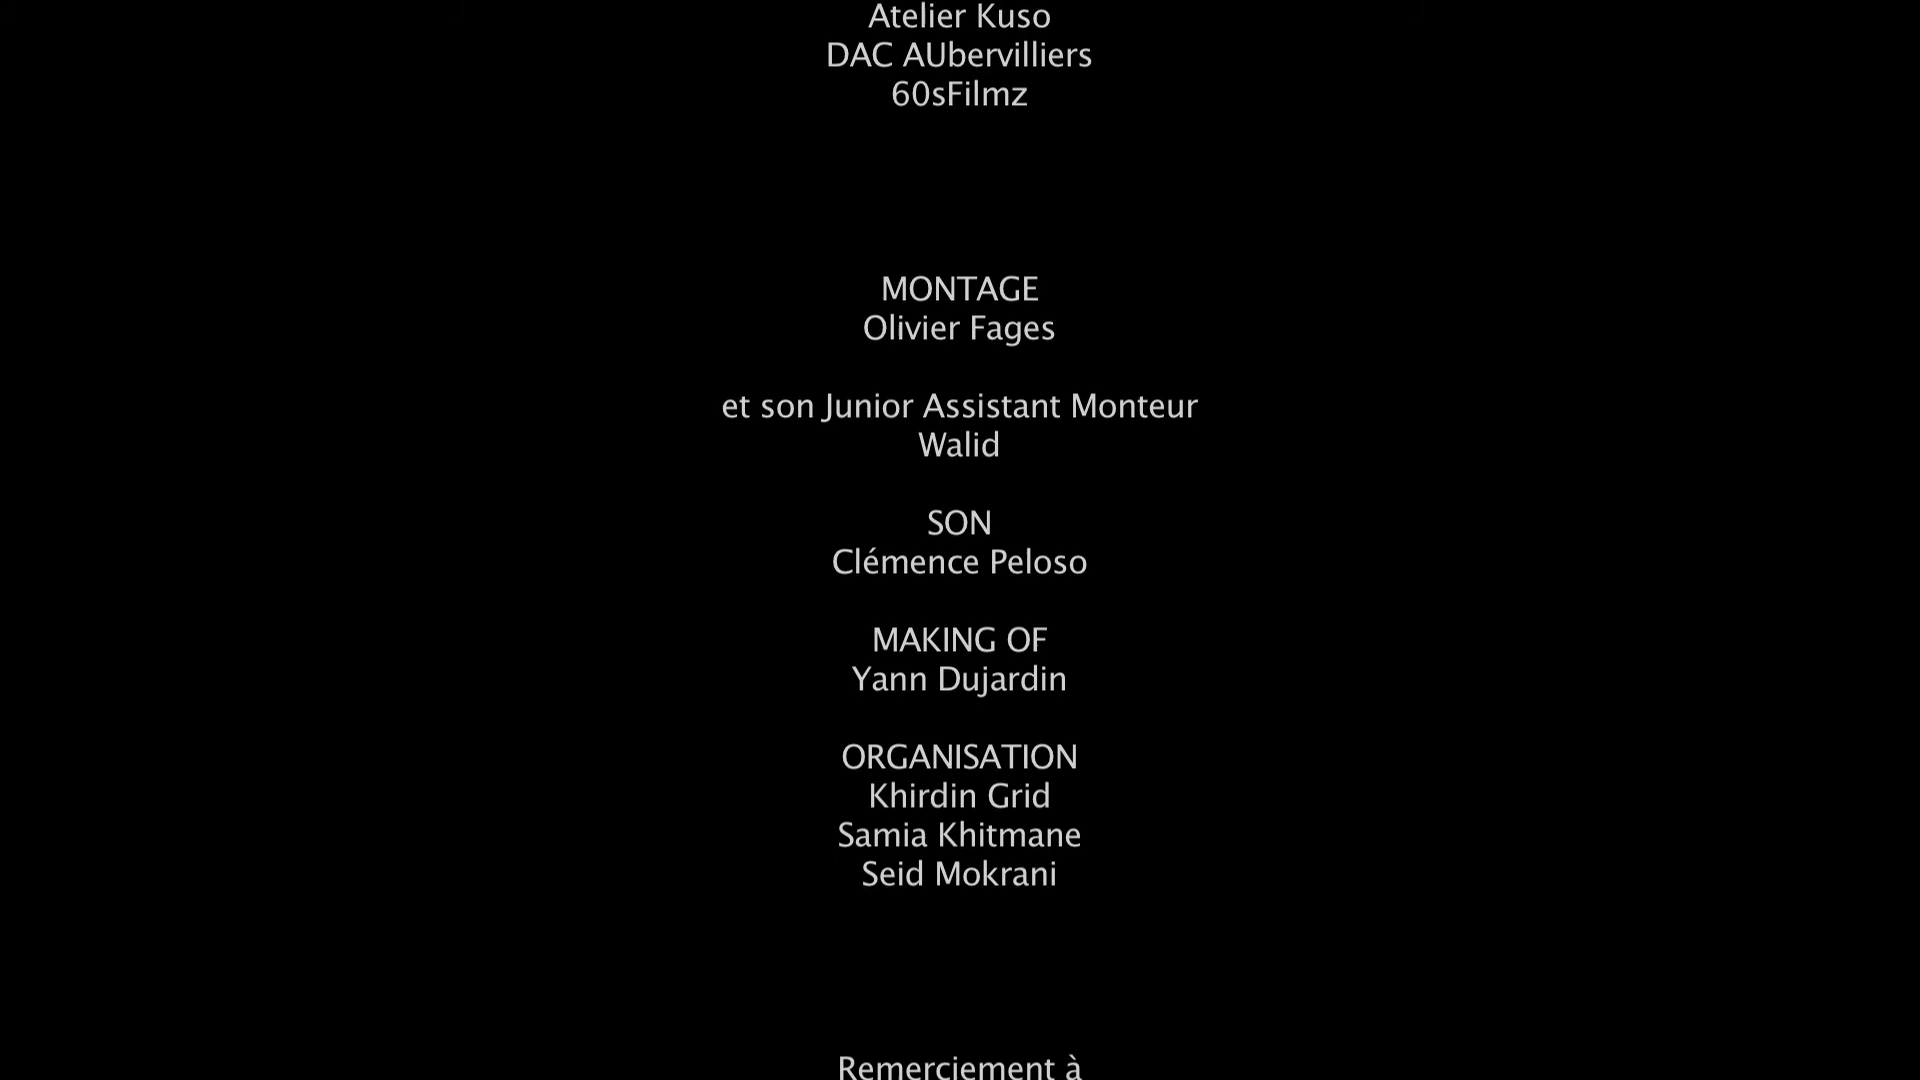 Atelier Kuso
DAC AUbervilliers
60sFilmz
MONTAGE
Olivier Fages
et son Junior Assistant Monteur
Walid
SON
Clémence Peloso
MAKING OF
Yann Dujardin
ORGANISATION
Khirdin Grid
Samia Khitmane
Seid Mokrani
Remerciement à